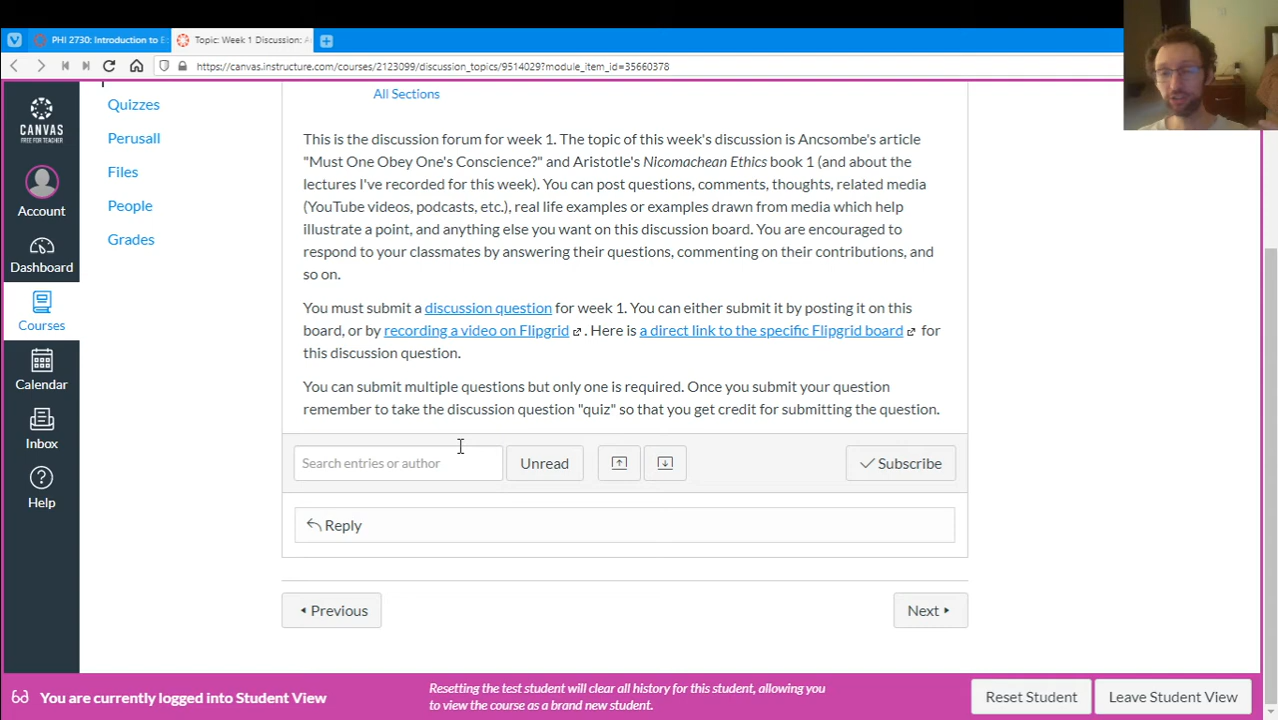 PHI 2730: Introduction to E
Topic: Week 1 Discussion: A
https://canvas.instructure.com/courses/2123099/discussion_topics/9514029?module_item_id=35660378
CANVAS
FREE FOR TEACHER
Account
Dashboard
Courses
Calendar
Inbox
Help
Quizzes
Perusall
Files
People
Grades
All Sections
This is the discussion forum for week 1. The topic of this week's discussion is Ancsombe's article
"Must One Obey One's Conscience?" and Aristotle's Nicomachean Ethics book 1 (and about the
lectures I've recorded for this week). You can post questions, comments, thoughts, related media
(YouTube videos, podcasts, etc.), real life examples or examples drawn from media which help
illustrate a point, and anything else you want on this discussion board. You are encouraged to
respond to your classmates by answering their questions, commenting on their contributions, and
so on.
You must submit a discussion question for week 1. You can either submit it by posting it on this
board, or by recording a video on Flipgrid . Here is a direct link to the specific Flipgrid board for
this discussion question.
You can submit multiple questions but only one is required. Once you submit your question
remember to take the discussion question "quiz" so that you get credit for submitting the question.
Search entries or author
Unread
Subscribe
Reply
Previous
Next
You are currently logged into Student View
Resetting the test student will clear all history for this student, allowing you
to view the course as a brand new student.
Reset Student
Leave Student View